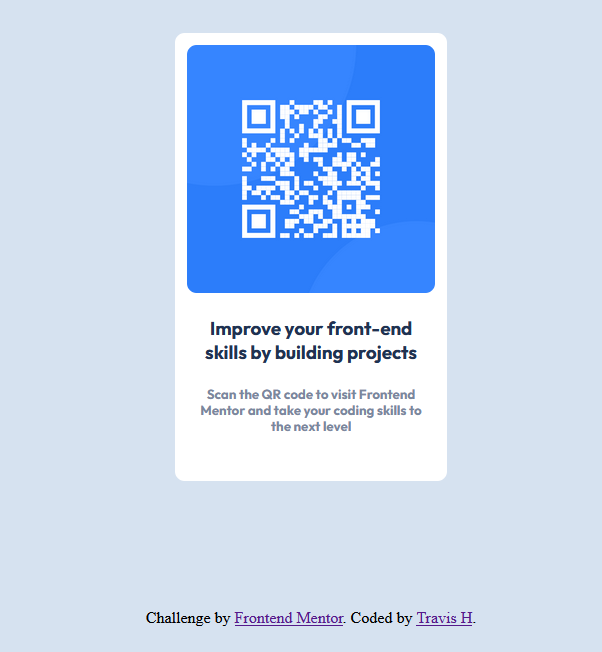 Improve your front-end
skills by building projects
Scan the QR code to visit Frontend
Mentor and take your coding skills to
the next level
Challenge by Frontend Mentor. Coded by Travis H.